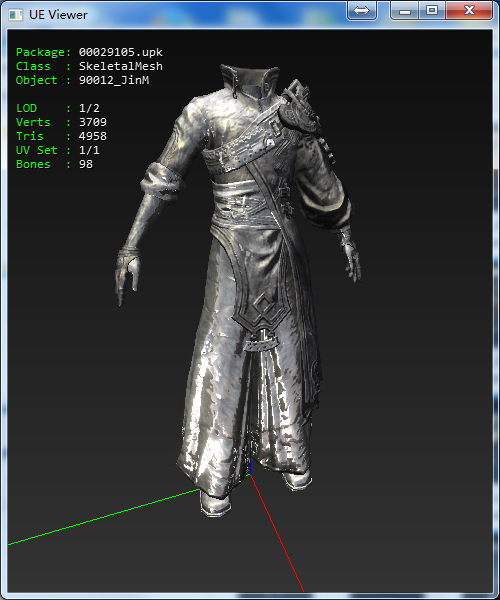 UE Viewer
Package: 00029105.upk
Class  : SkeletalMesh
Object : 90012_JinM
LOD    : 1/2
Verts  : 3709
Tris   : 4958
UV Set : 1/1
Bones  : 98